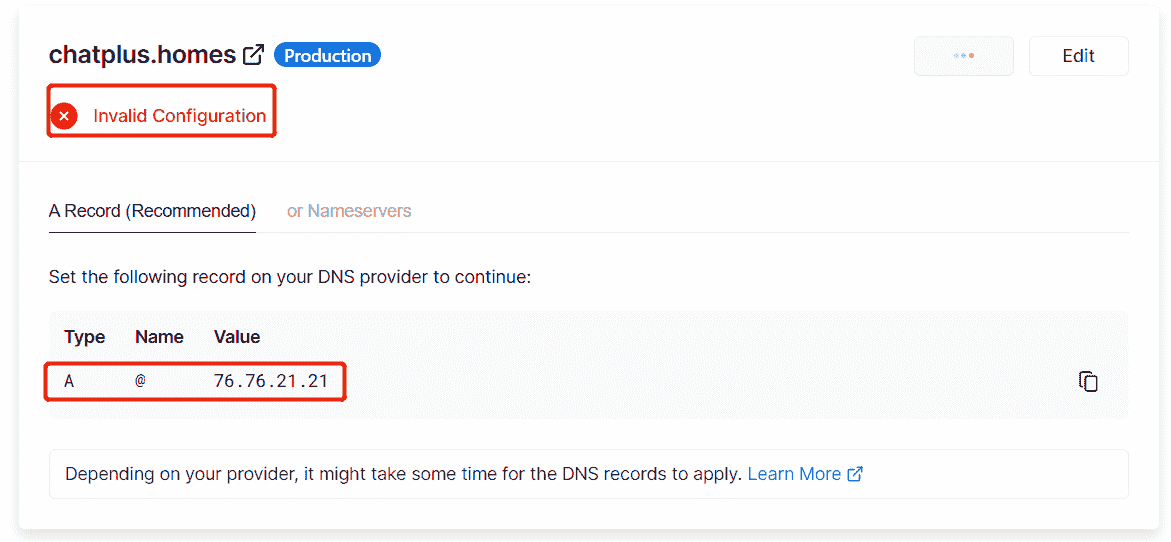 chatplus.homes Production
Edit
Invalid Configuration
A Record (Recommended) or Nameservers
Set the following record on your DNS provider to continue:
Type Name Value
A @ 76.76.21.21
Depending on your provider, it might take some time for the DNS records to apply. Learn More